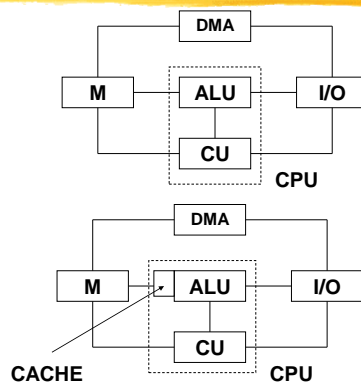 DMA
M ALU I/O
CU
CPU
DMA
M ALU I/O
CU
CACHE CPU